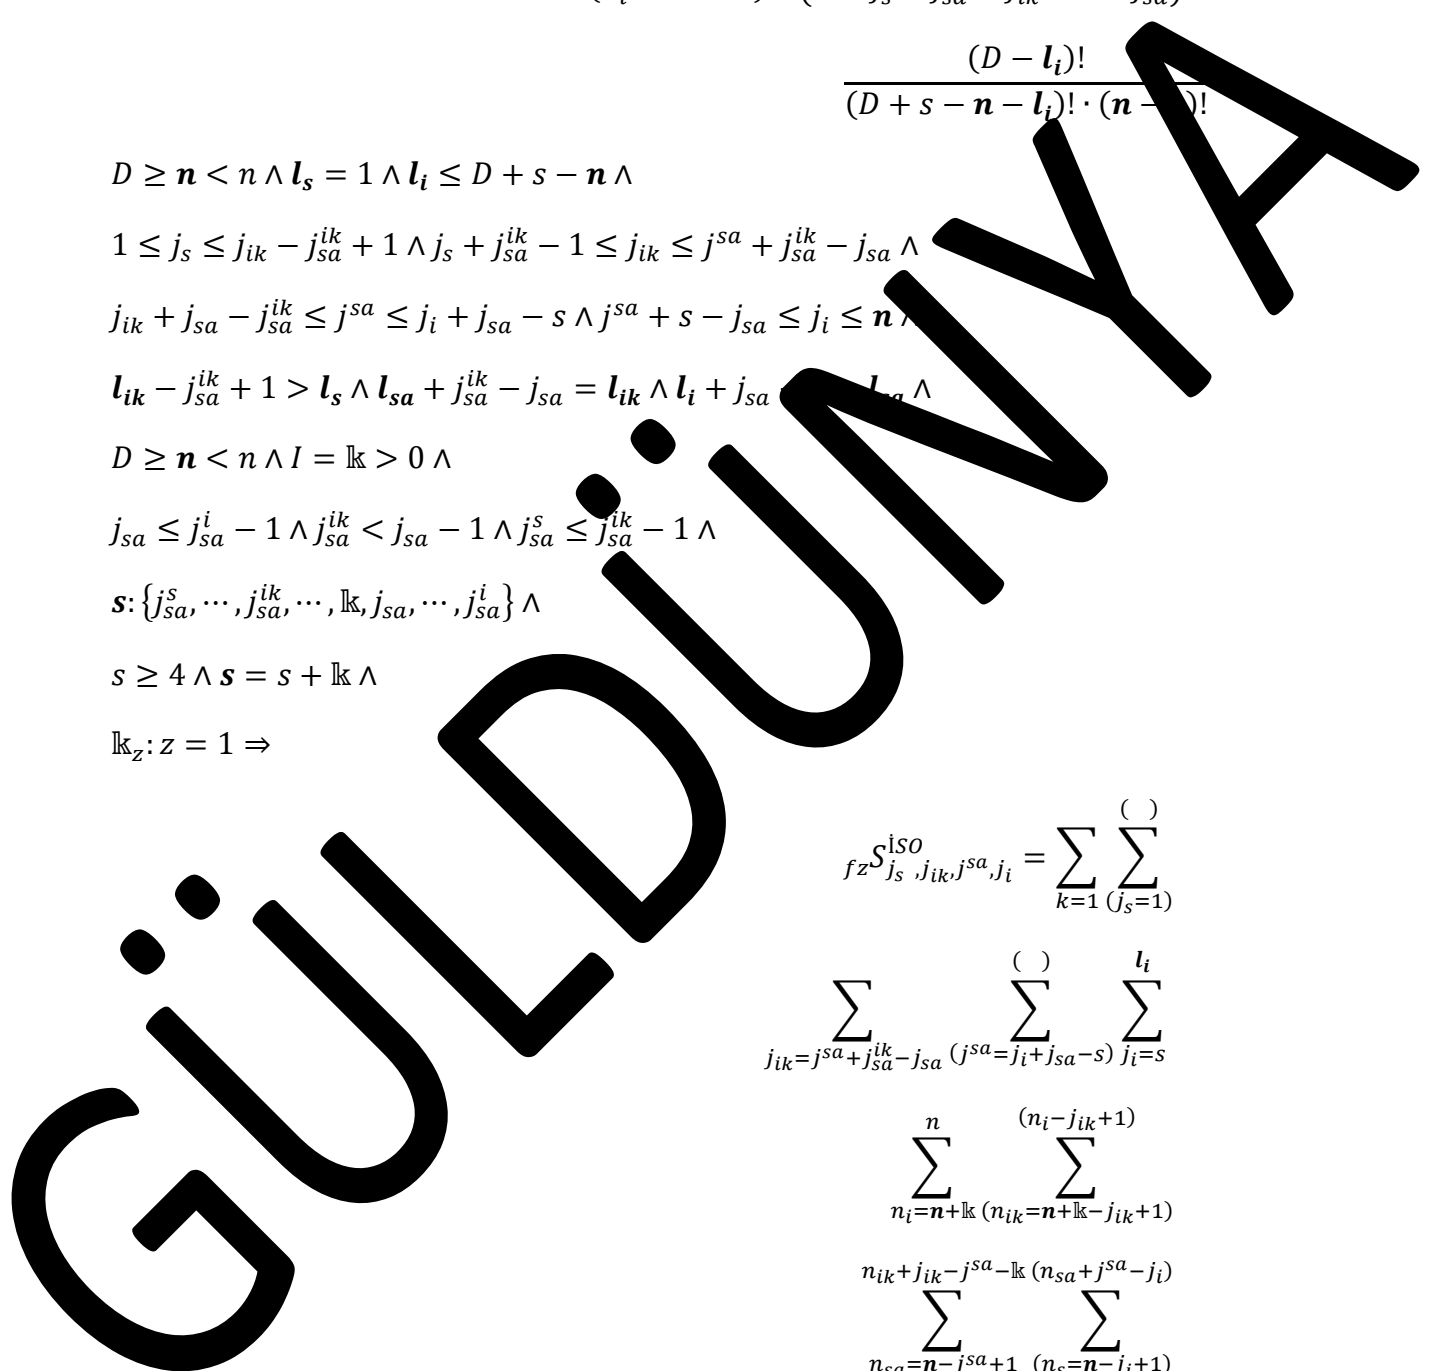 (D − l_i)!
(D + s − n − l_i)! · (n − )!
D ≥ n < n ∧ l_s = 1 ∧ l_i ≤ D + s − n ∧
1 ≤ j_s ≤ j_ik − j_sa^ik + 1 ∧ j_s + j_sa^ik − 1 ≤ j_ik ≤ j^sa + j_sa^ik − j_sa ∧
j_ik + j_sa − j_sa^ik ≤ j^sa ≤ j_i + j_sa − s ∧ j^sa + s − j_sa ≤ j_i ≤ n ∧
l_ik − j_sa^ik + 1 > l_s ∧ l_sa + j_sa^ik − j_sa = l_ik ∧ l_i + j_sa l_sa ∧
D ≥ n < n ∧ I = 𝕜 > 0 ∧
j_sa ≤ j_sa^i − 1 ∧ j_sa^ik < j_sa − 1 ∧ j_sa^s ≤ j_sa^ik − 1 ∧
s: {j_sa^s, ⋯ , j_sa^ik, ⋯ , 𝕜, j_sa, ⋯ , j_sa^i} ∧
s ≥ 4 ∧ s = s + 𝕜 ∧
𝕜_z: z = 1 ⇒
( )
fz S^İSO_j_s ,j_ik,j^sa,j_i = ∑ ∑
k=1 (j_s=1)
( ) l_i
∑ ∑ ∑
j_ik=j^sa+j_sa^ik−j_sa (j^sa=j_i+j_sa−s) j_i=s
n (n_i−j_ik+1)
∑ ∑
n_i=n+𝕜 (n_ik=n+𝕜−j_ik+1)
n_ik+j_ik−j^sa−𝕜 (n_sa+j^sa−j_i)
∑ ∑
n_sa=n−j^sa+1 (n_s=n−j_i+1)
GÜLDÜNYA